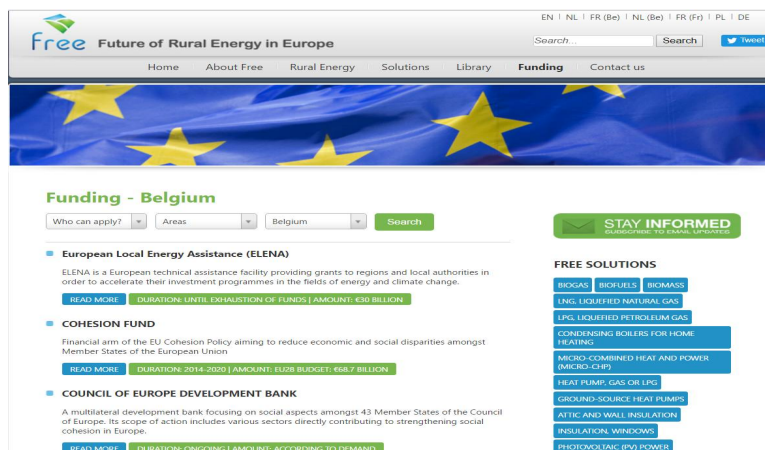 EN | NL | FR (Be) | NL (Be) | FR (Fr) | PL | DE
Free Future of Rural Energy in Europe
Search... Search Tweet
Home About Free Rural Energy Solutions Library Funding Contact us
Funding - Belgium
Who can apply? Areas Belgium Search
European Local Energy Assistance (ELENA)
ELENA is a European technical assistance facility providing grants to regions and local authorities in
order to accelerate their investment programmes in the fields of energy and climate change.
READ MORE DURATION: UNTIL EXHAUSTION OF FUNDS | AMOUNT: €30 BILLION
COHESION FUND
Financial arm of the EU Cohesion Policy aiming to reduce economic and social disparities amongst
Member States of the European Union
READ MORE DURATION: 2014-2020 | AMOUNT: EU28 BUDGET: €68.7 BILLION
COUNCIL OF EUROPE DEVELOPMENT BANK
A multilateral development bank focusing on social aspects amongst 43 Member States of the Council
of Europe. Its scope of action includes various sectors directly contributing to strengthening social
cohesion in Europe.
READ MORE DURATION: ONGOING | AMOUNT: ACCORDING TO DEMAND
STAY INFORMED
SUBSCRIBE TO EMAIL UPDATES
FREE SOLUTIONS
BIOGAS BIOFUELS BIOMASS
LNG, LIQUEFIED NATURAL GAS
LPG, LIQUEFIED PETROLEUM GAS
CONDENSING BOILERS FOR HOME
HEATING
MICRO-COMBINED HEAT AND POWER
(MICRO-CHP)
HEAT PUMP, GAS OR LPG
GROUND-SOURCE HEAT PUMPS
ATTIC AND WALL INSULATION
INSULATION, WINDOWS
PHOTOVOLTAIC (PV) POWER